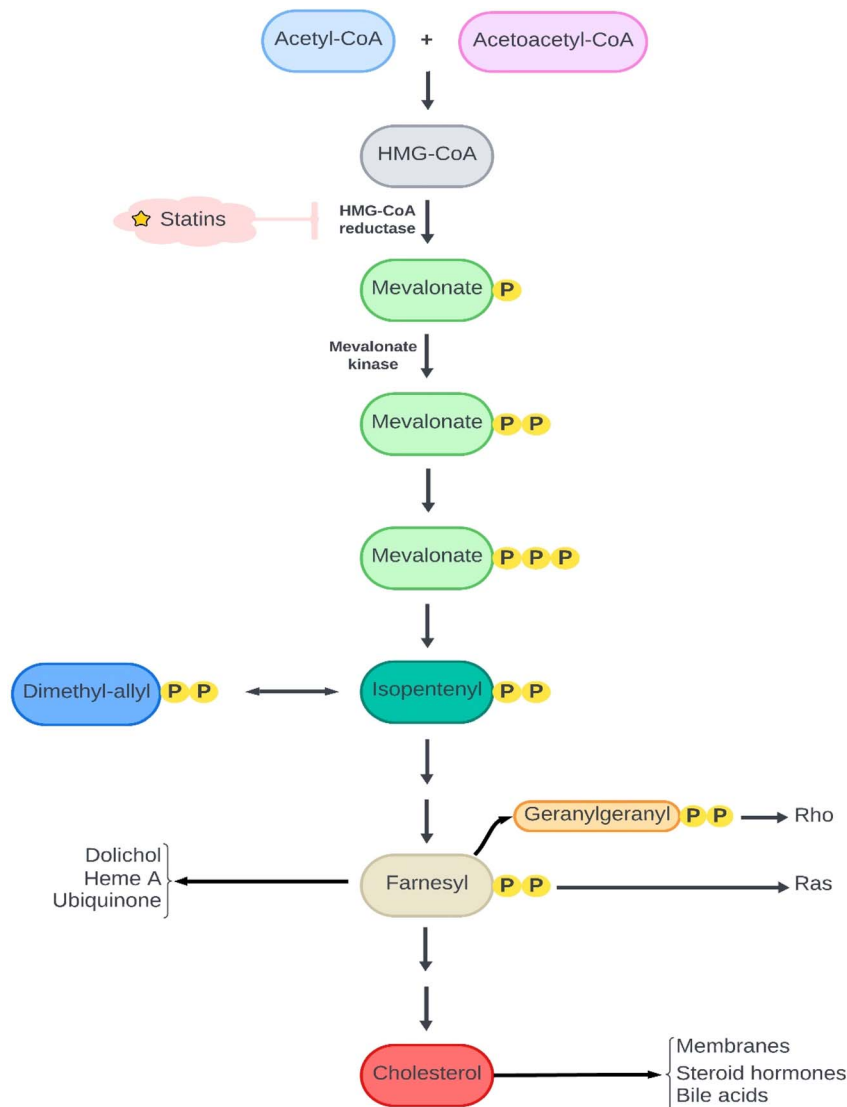 Acetyl-CoA + Acetoacetyl-CoA
HMG-CoA
Statins
HMG-CoA
reductase
Mevalonate P
Mevalonate
kinase
Mevalonate P P
Mevalonate P P P
Dimethyl-allyl P P
Isopentenyl P P
Geranylgeranyl P P
Rho
Dolichol
Heme A
Ubiquinone
Farnesyl P P
Ras
Cholesterol
Membranes
Steroid hormones
Bile acids